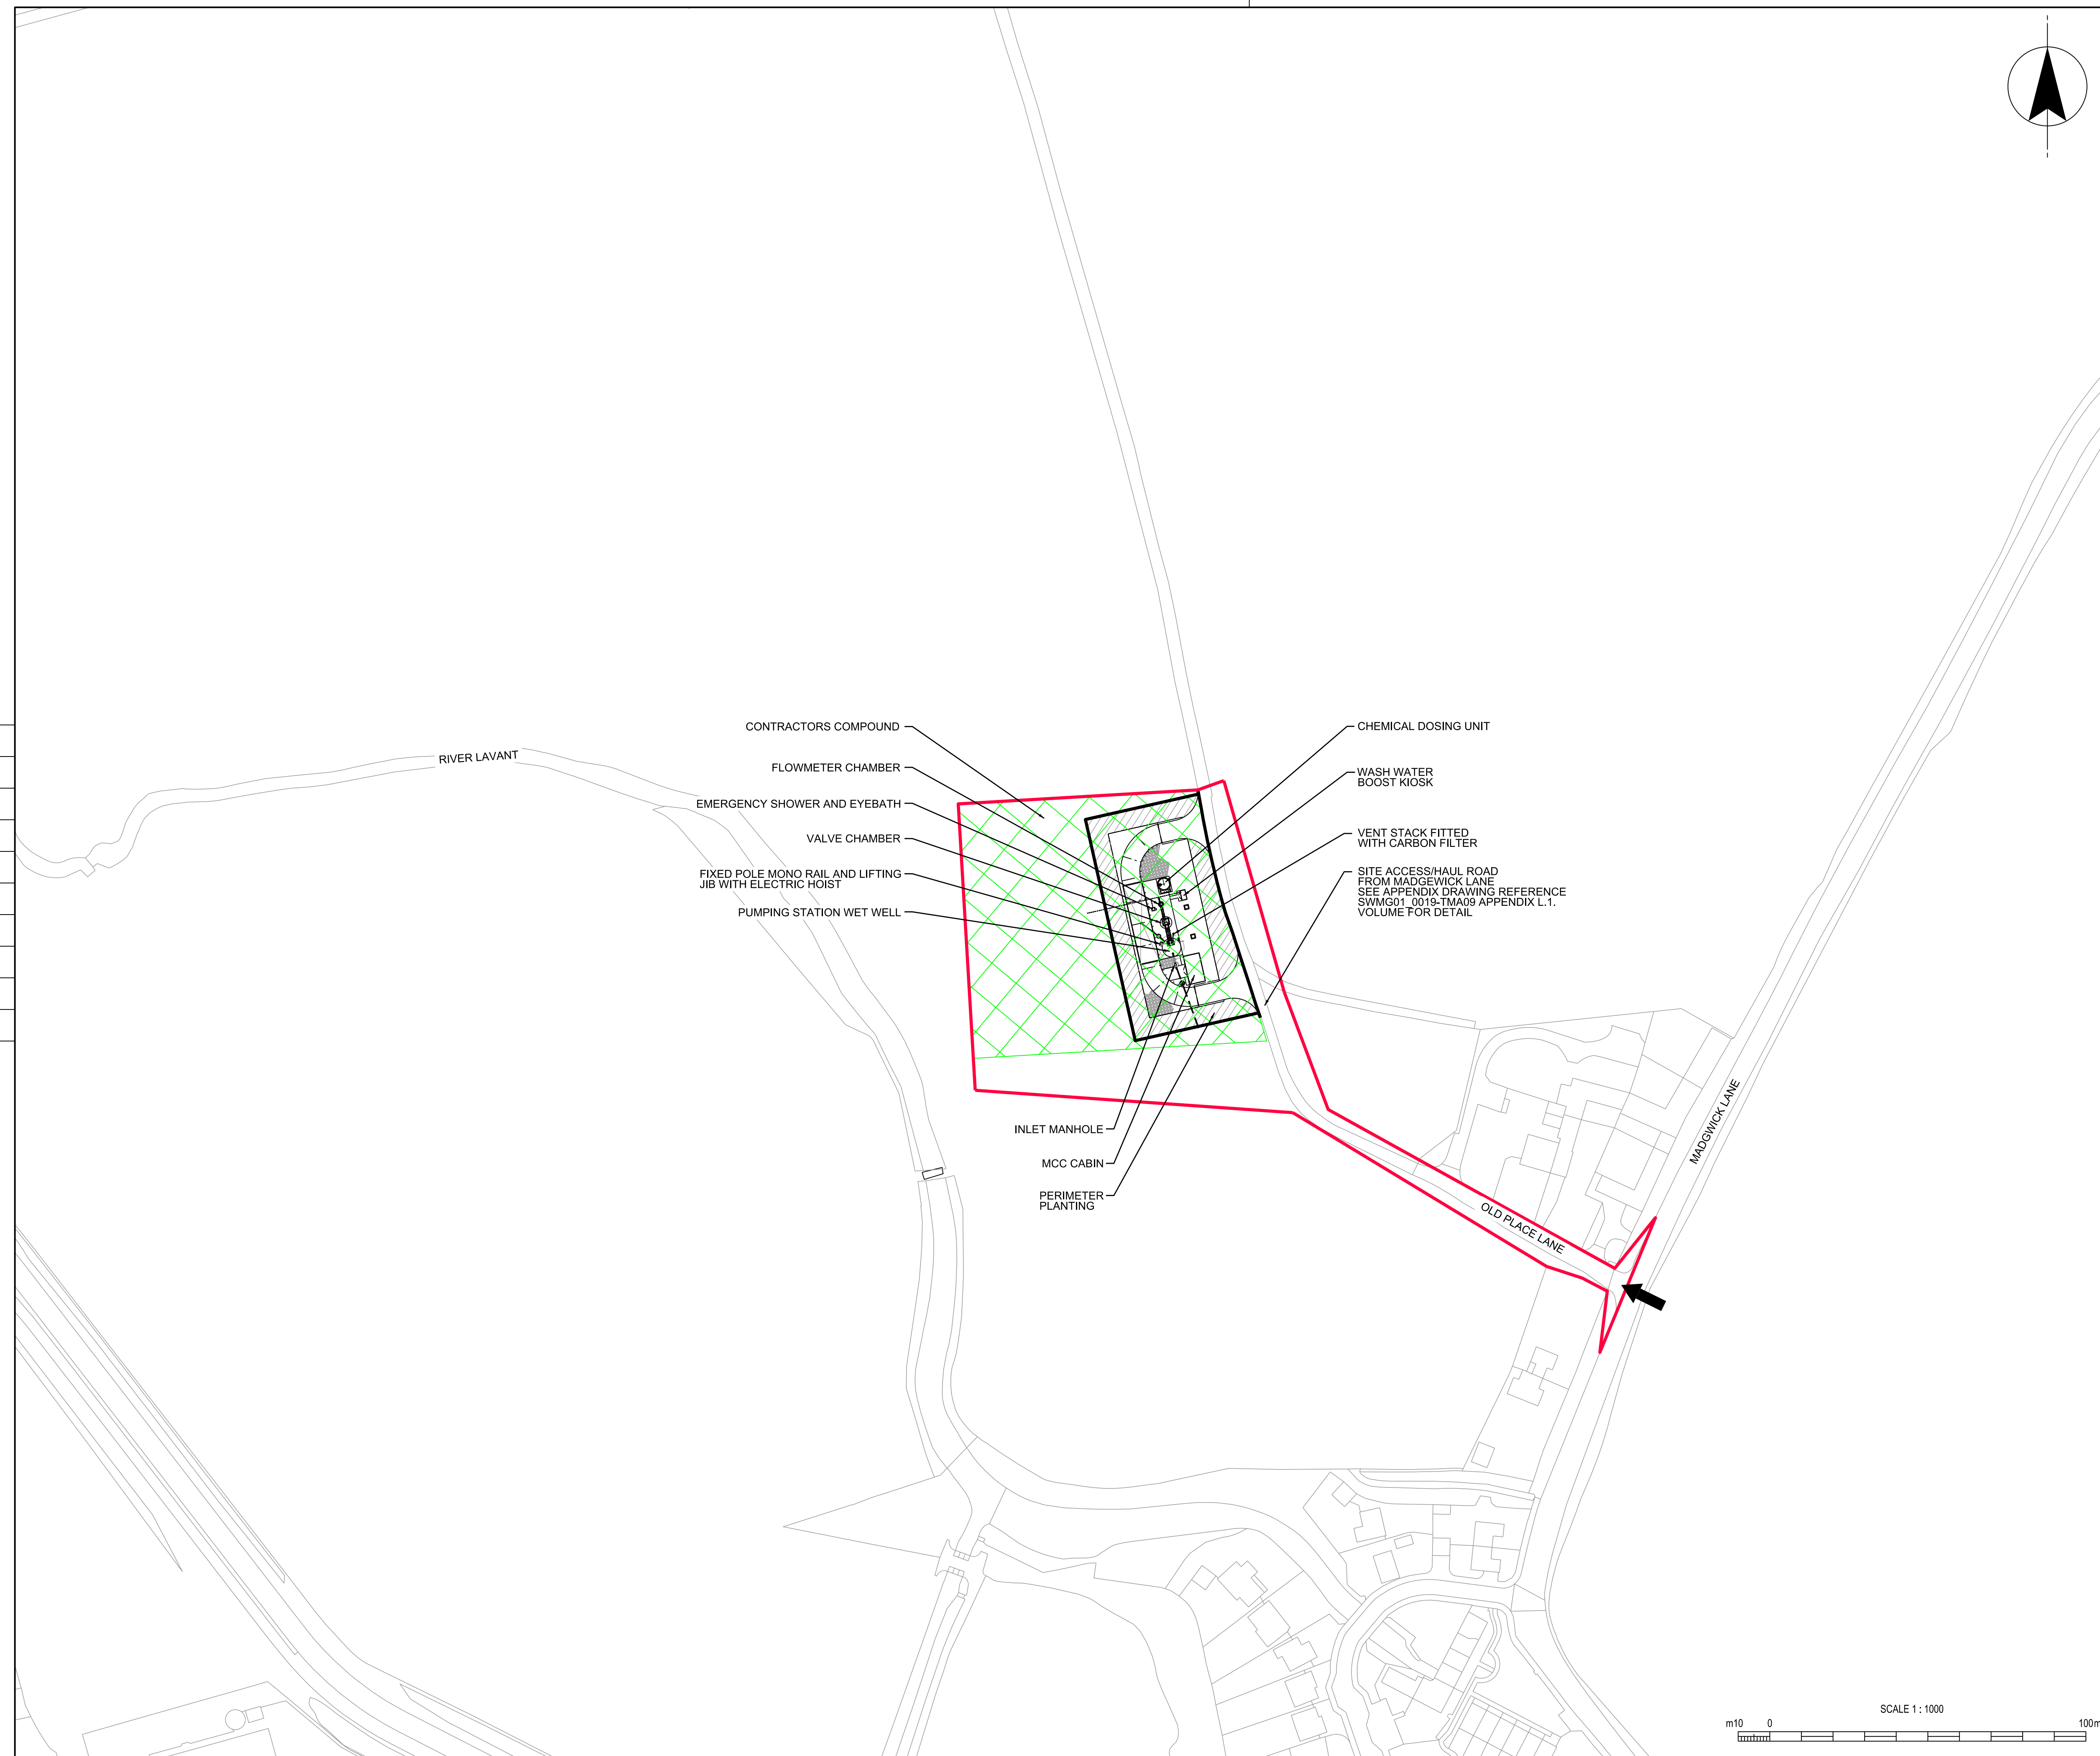 RIVER LAVANT
CONTRACTORS COMPOUND
FLOWMETER CHAMBER
EMERGENCY SHOWER AND EYEBATH
VALVE CHAMBER
FIXED POLE MONO RAIL AND LIFTING
JIB WITH ELECTRIC HOIST
PUMPING STATION WET WELL
CHEMICAL DOSING UNIT
WASH WATER
BOOST KIOSK
VENT STACK FITTED
WITH CARBON FILTER
SITE ACCESS/HAUL ROAD
FROM MADGEWICK LANE
SEE APPENDIX DRAWING REFERENCE
SWMG01_0019-TMA09 APPENDIX L.1.
VOLUME FOR DETAIL
INLET MANHOLE
MCC CABIN
PERIMETER
PLANTING
MADGWICK LANE
OLD PLACE LANE
SCALE 1 : 1000
m10 0 100m